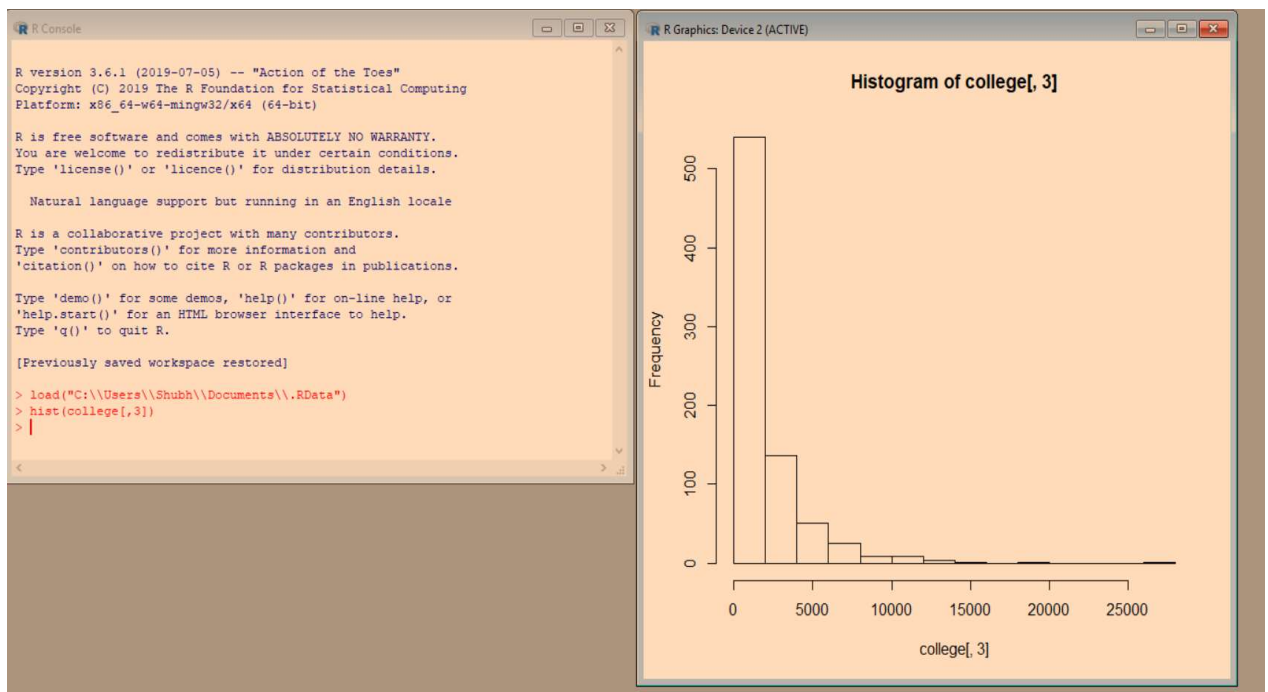 R Console
R version 3.6.1 (2019-07-05) -- "Action of the Toes"
Copyright (C) 2019 The R Foundation for Statistical Computing
Platform: x86_64-w64-mingw32/x64 (64-bit)
R is free software and comes with ABSOLUTELY NO WARRANTY.
You are welcome to redistribute it under certain conditions.
Type 'license()' or 'licence()' for distribution details.
Natural language support but running in an English locale
R is a collaborative project with many contributors.
Type 'contributors()' for more information and
'citation()' on how to cite R or R packages in publications.
Type 'demo()' for some demos, 'help()' for on-line help, or
'help.start()' for an HTML browser interface to help.
Type 'q()' to quit R.
[Previously saved workspace restored]
> load("C:\\Users\\Shubh\\Documents\\.RData")
> hist(college[,3])
>
R Graphics: Device 2 (ACTIVE)
Histogram of college[, 3]
Frequency
500
400
300
200
100
0
0 5000 10000 15000 20000 25000
college[, 3]